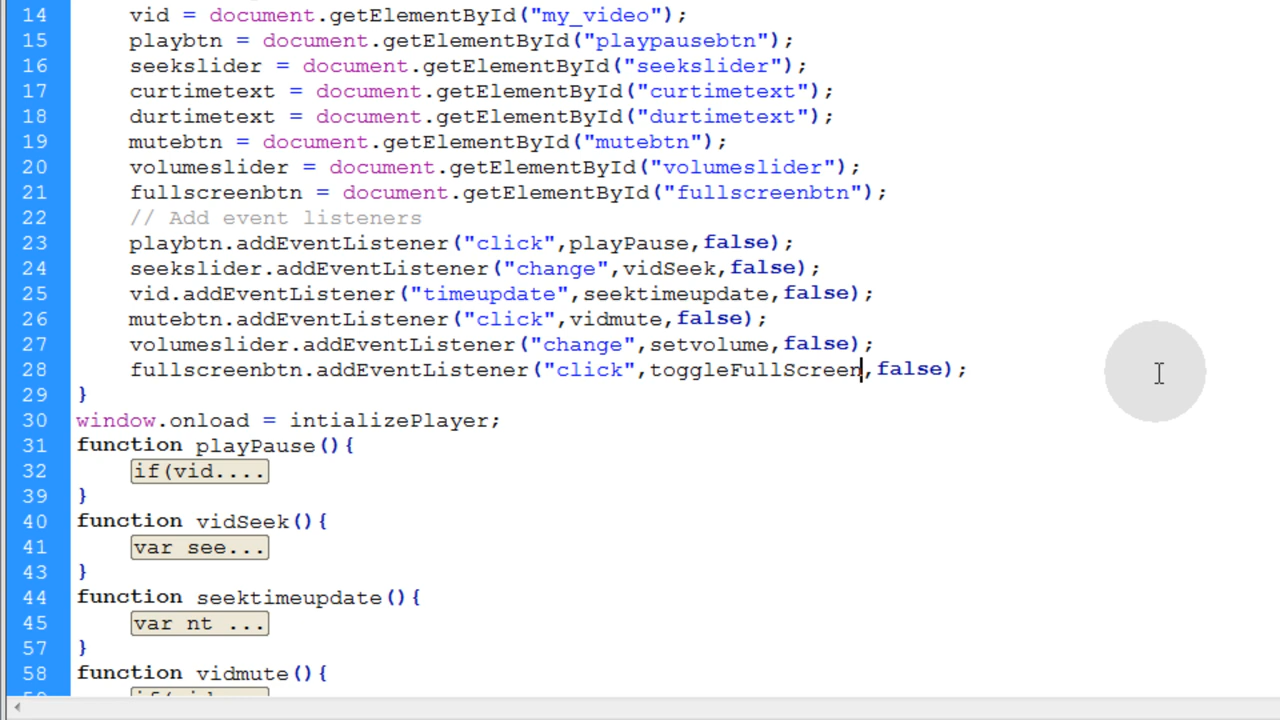 14 vid = document.getElementById("my_video");
15 playbtn = document.getElementById("playpausebtn");
16 seekslider = document.getElementById("seekslider");
17 curtimetext = document.getElementById("curtimetext");
18 durtimetext = document.getElementById("durtimetext");
19 mutebtn = document.getElementById("mutebtn");
20 volumeslider = document.getElementById("volumeslider");
21 fullscreenbtn = document.getElementById("fullscreenbtn");
22 // Add event listeners
23 playbtn.addEventListener("click",playPause,false);
24 seekslider.addEventListener("change",vidSeek,false);
25 vid.addEventListener("timeupdate",seektimeupdate,false);
26 mutebtn.addEventListener("click",vidmute,false);
27 volumeslider.addEventListener("change",setvolume,false);
28 fullscreenbtn.addEventListener("click",toggleFullScreen,false);
29 }
30 window.onload = intializePlayer;
31 function playPause(){
32 if(vid....
39 }
40 function vidSeek(){
41 var see...
43 }
44 function seektimeupdate(){
45 var nt ...
57 }
58 function vidmute(){